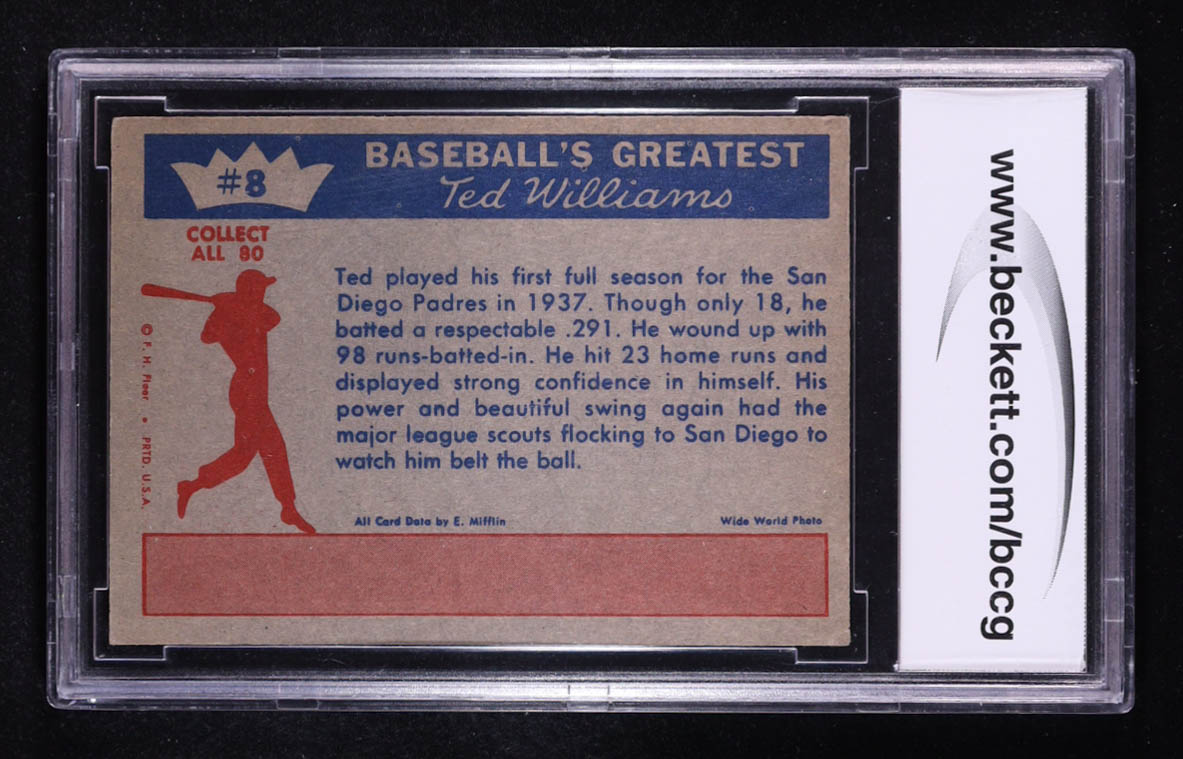 #8
BASEBALL'S GREATEST
Ted Williams
COLLECT
ALL 80
Ted played his first full season for the San
Diego Padres in 1937. Though only 18, he
batted a respectable .291. He wound up with
98 runs-batted-in. He hit 23 home runs and
displayed strong confidence in himself. His
power and beautiful swing again had the
major league scouts flocking to San Diego to
watch him belt the ball.
© F. H. Fleer • PRTD. U.S.A.
All Card Data by E. Mifflin
Wide World Photo
www.beckett.com/bccg